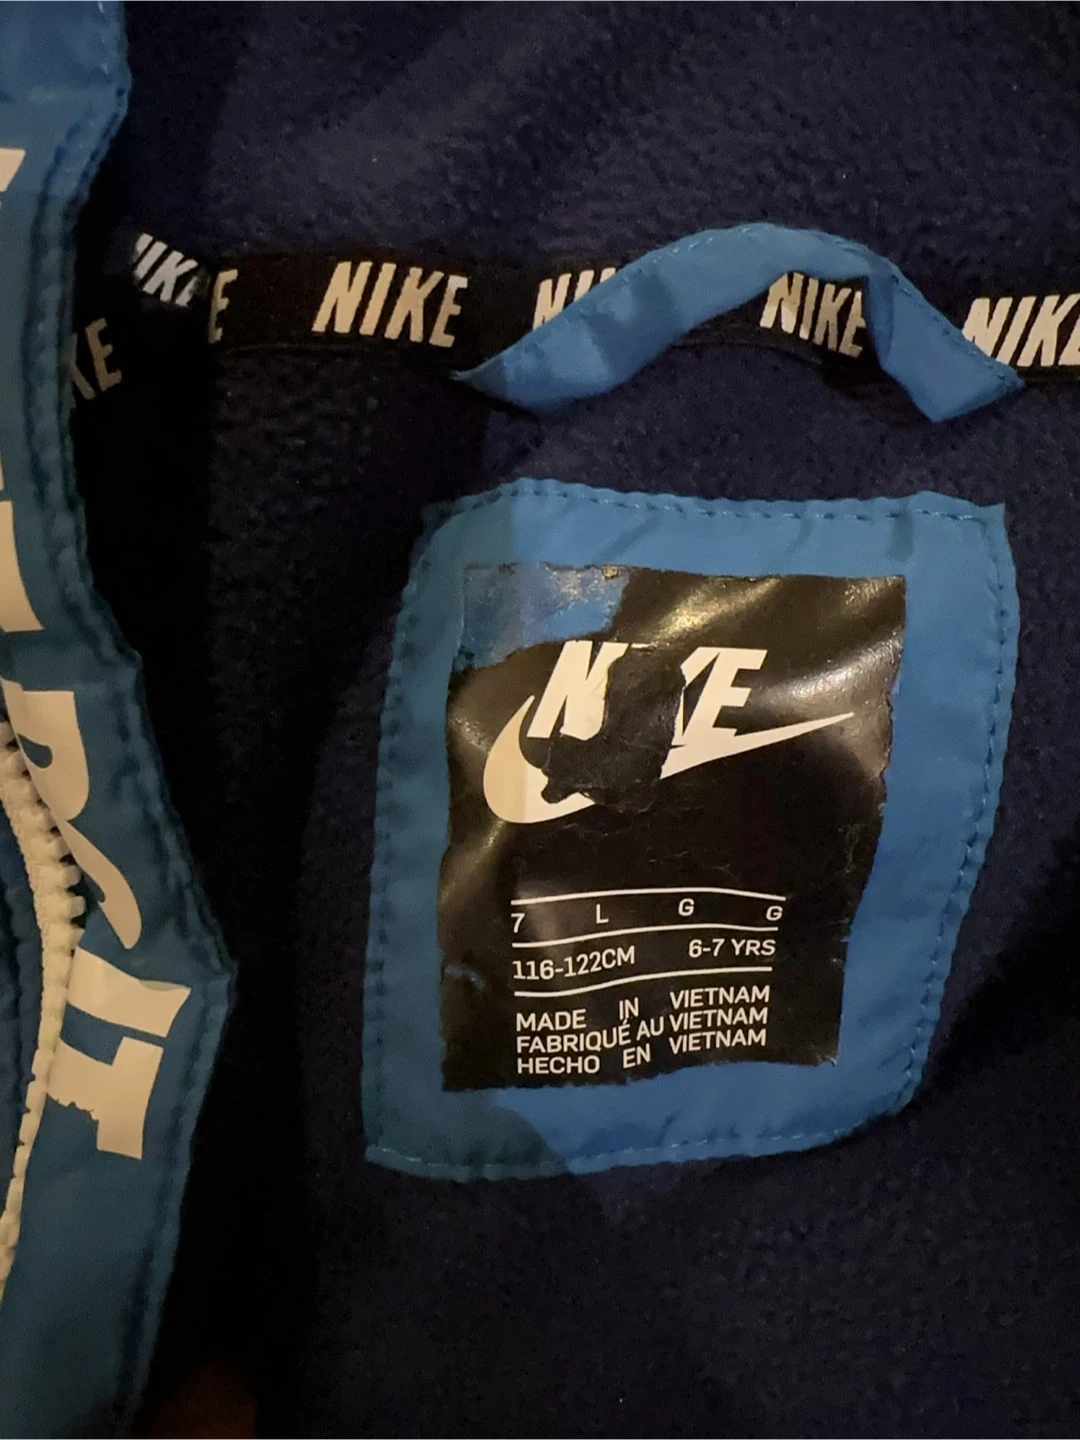 NIKE
NIKE
NIKE
NIKE
7 L G G
116-122CM 6-7 YRS
MADE IN VIETNAM
FABRIQUÉ AU VIETNAM
HECHO EN VIETNAM